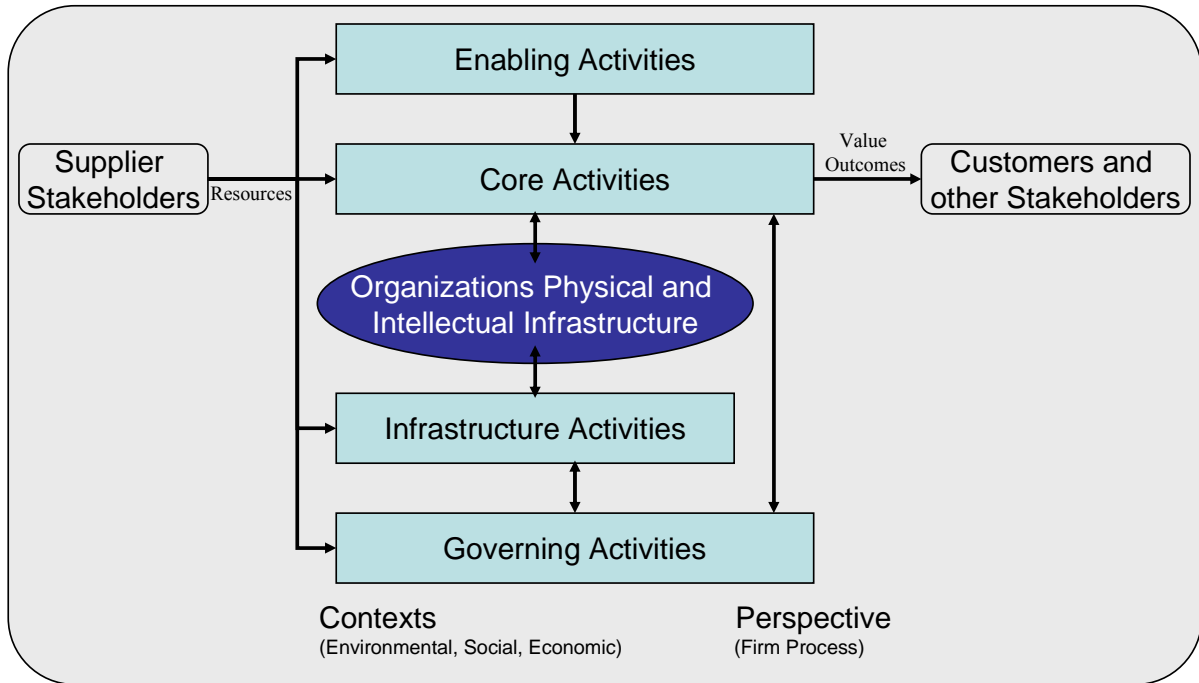 Enabling Activities
Supplier
Stakeholders
Resources
Core Activities
Value
Outcomes
Customers and
other Stakeholders
Organizations Physical and
Intellectual Infrastructure
Infrastructure Activities
Governing Activities
Contexts
(Environmental, Social, Economic)
Perspective
(Firm Process)